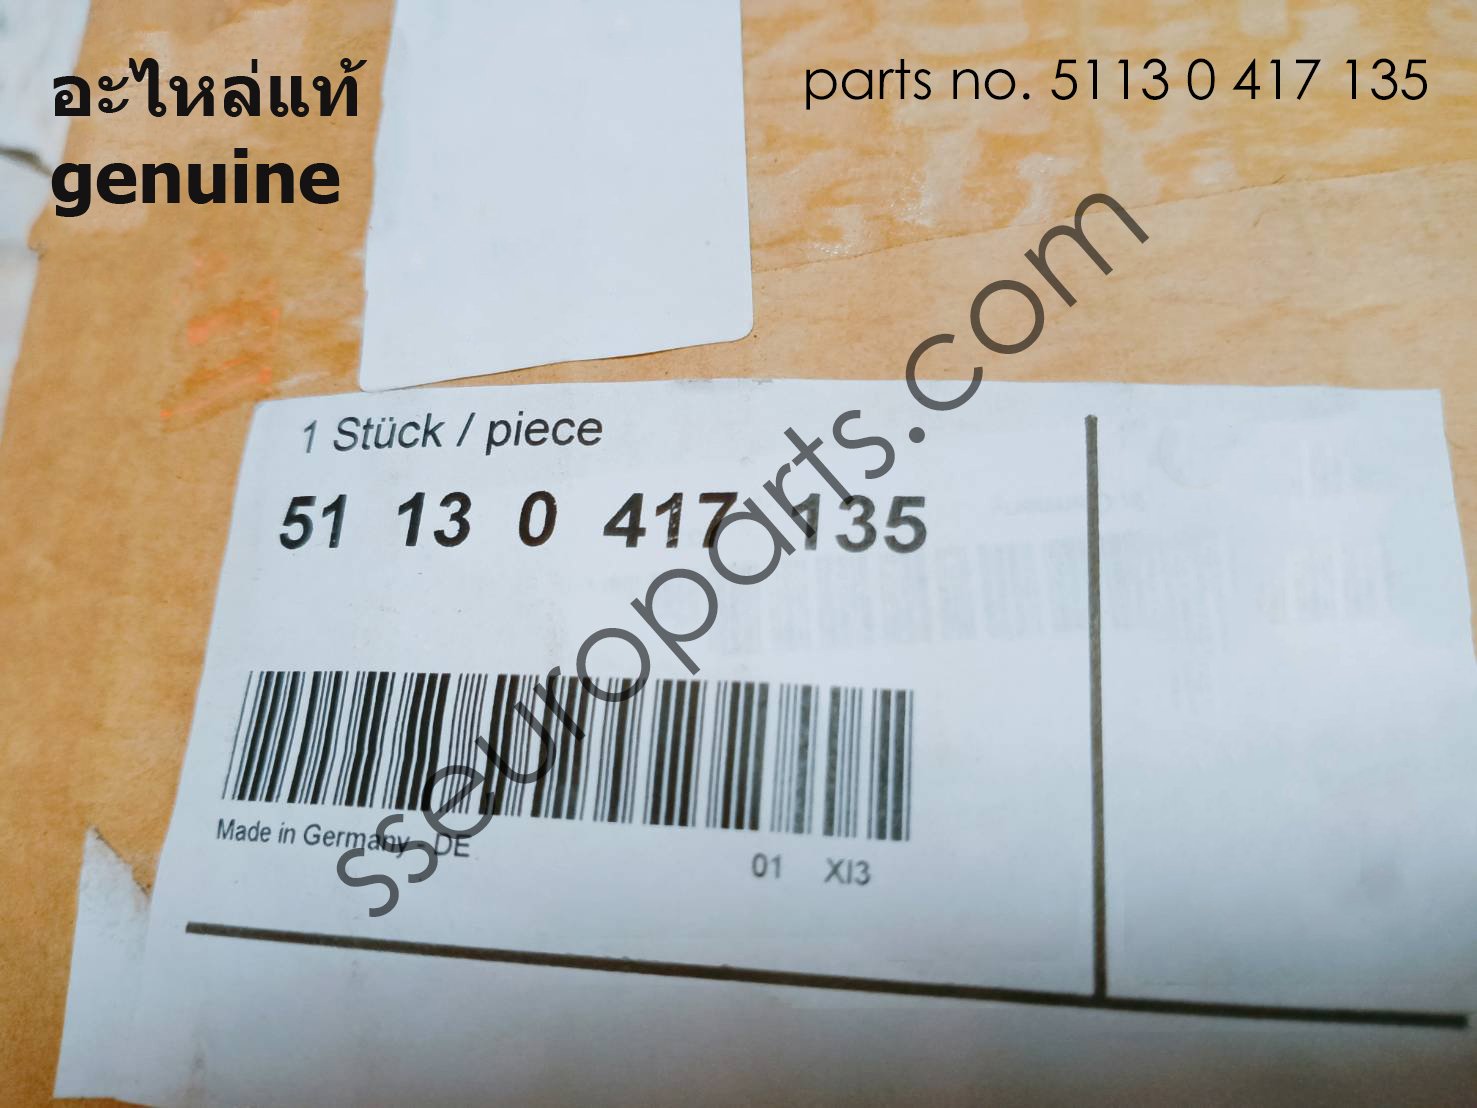 อะไหล่แท้
genuine
parts no. 5113 0 417 135
1 Stück / piece
51 13 0 417 135
Made in Germany - DE
01 XI3
sseuroparts.com